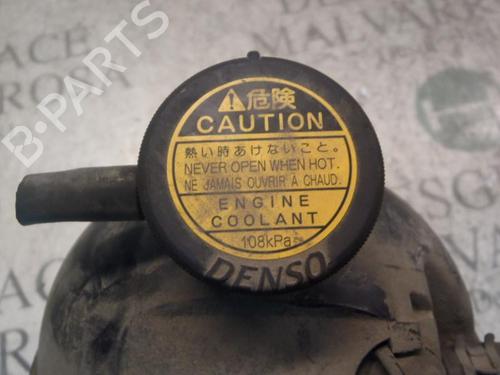 危険
CAUTION
熱い時あけないこと。
NEVER OPEN WHEN HOT.
NE JAMAIS OUVRIR À CHAUD.
ENGINE
COOLANT
108kPa
DENSO
B-PARTS